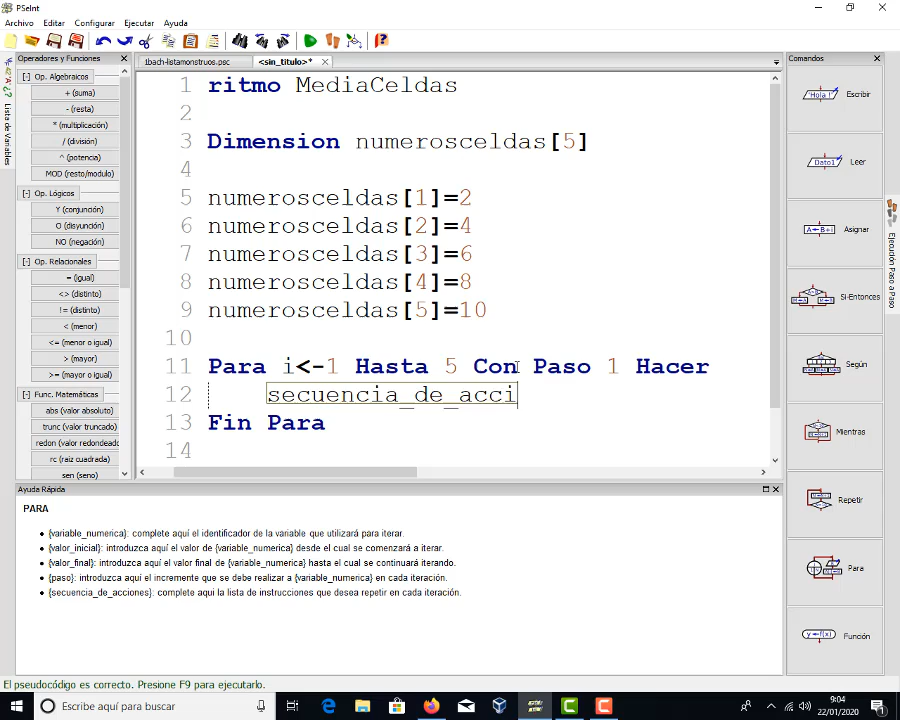 PSeInt
Archivo Editar Configurar Ejecutar Ayuda
Operadores y Funciones
1bach-listamonstruos.psc <sin_titulo>*
Comandos
Lista de Variables
Op. Algebraicos
+ (suma)
- (resta)
* (multiplicación)
/ (división)
^ (potencia)
MOD (resto/modulo)
Op. Lógicos
Y (conjunción)
O (disyunción)
NO (negación)
Op. Relacionales
= (igual)
<> (distinto)
!= (distinto)
< (menor)
<= (menor o igual)
> (mayor)
>= (mayor o igual)
Func. Matemáticas
abs (valor absoluto)
trunc (valor truncado)
redon (valor redondeado
rc (raiz cuadrada)
sen (seno)
1 ritmo MediaCeldas
2
3 Dimension numerosceldas[5]
4
5 numerosceldas[1]=2
6 numerosceldas[2]=4
7 numerosceldas[3]=6
8 numerosceldas[4]=8
9 numerosceldas[5]=10
10
11 Para i<-1 Hasta 5 Con Paso 1 Hacer
12 secuencia_de_acci
13 Fin Para
14
'Hola !' Escribir
Dato1 Leer
A←B+i Asignar
Si-Entonces
Según
Mientras
Repetir
Para
y←f(x) Función
Ejecución Paso a Paso
Ayuda Rápida
PARA
{variable_numerica}: complete aquí el identificador de la variable que utilizará para iterar.
{valor_inicial}: introduzca aquí el valor de {variable_numerica} desde el cual se comenzará a iterar.
{valor_final}: introduzca aquí el valor final de {variable_numerica} hasta el cual se continuará iterando.
{paso}: introduzca aquí el incremente que se debe realizar a {variable_numerica} en cada iteración.
{secuencia_de_acciones}: complete aqui la lista de instrucciones que desea repetir en cada iteración.
El pseudocódigo es correcto. Presione F9 para ejecutarlo.
Escribe aquí para buscar
9:04
22/01/2020
1